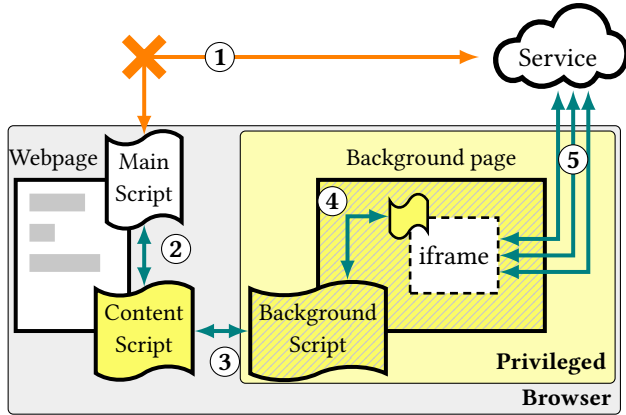 1
Service
Webpage
Main
Script
Background page
5
4
2
iframe
Content
Script
Background
Script
3
Privileged
Browser